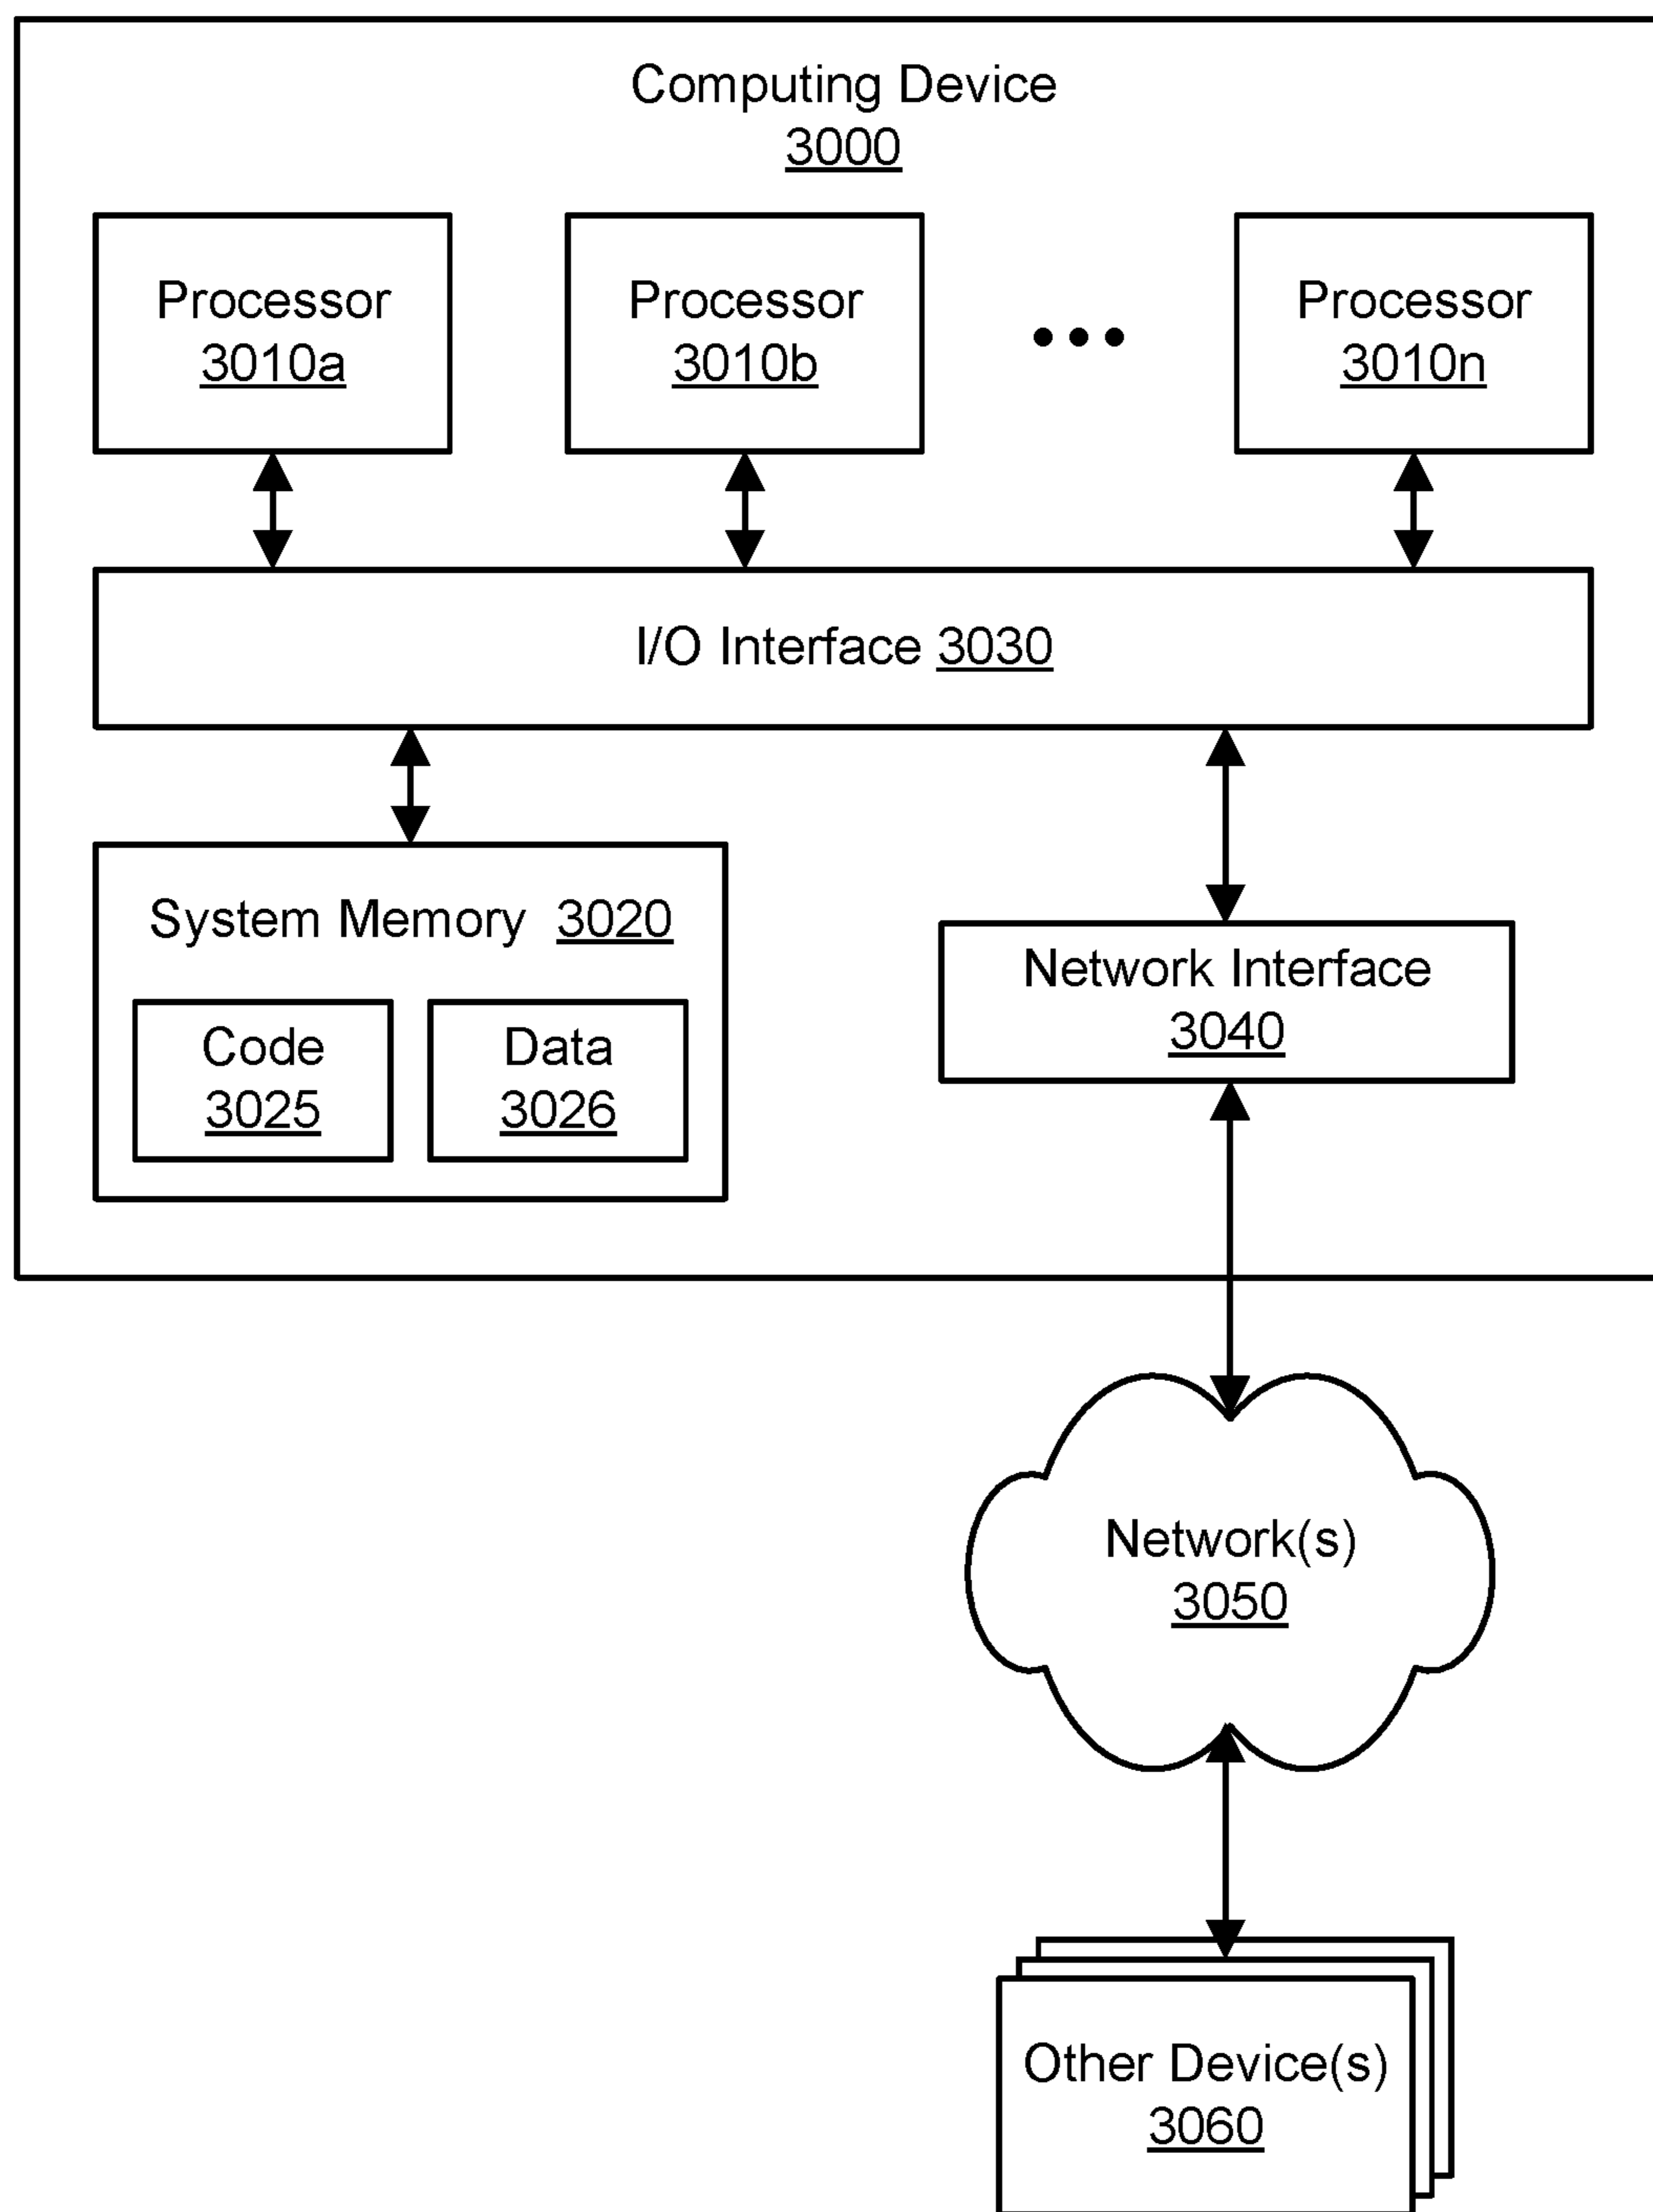 Computing Device
3000
Processor
3010a
Processor
3010b
Processor
3010n
I/O Interface 3030
System Memory 3020
Code
3025
Data
3026
Network Interface
3040
Network(s)
3050
Other Device(s)
3060